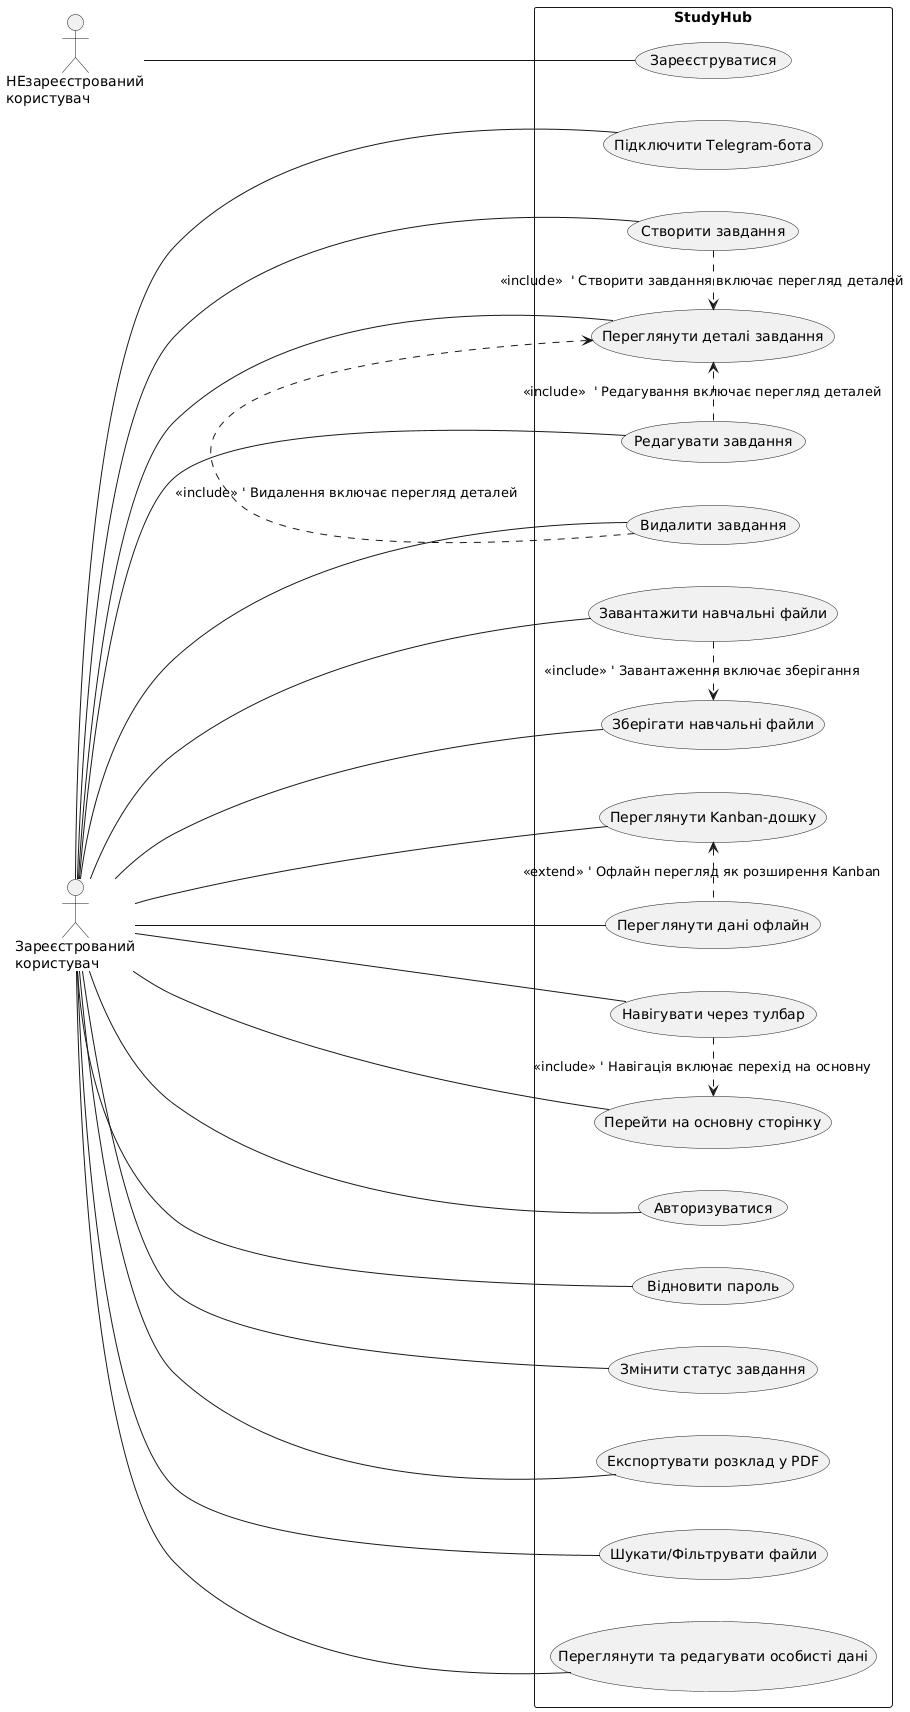 StudyHub
НЕзареєстрований
користувач
Зареєструватися
Підключити Telegram-бота
Створити завдання
«include»  ' Створити завдання включає перегляд деталей
Переглянути деталі завдання
«include»  ' Редагування включає перегляд деталей
Редагувати завдання
«include» ' Видалення включає перегляд деталей
Видалити завдання
Завантажити навчальні файли
«include» ' Завантаження включає зберігання
Зберігати навчальні файли
Переглянути Kanban-дошку
«extend» ' Офлайн перегляд як розширення Kanban
Переглянути дані офлайн
Зареєстрований
користувач
Навігувати через тулбар
«include» ' Навігація включає перехід на основну
Перейти на основну сторінку
Авторизуватися
Відновити пароль
Змінити статус завдання
Експортувати розклад у PDF
Шукати/Фільтрувати файли
Переглянути та редагувати особисті дані